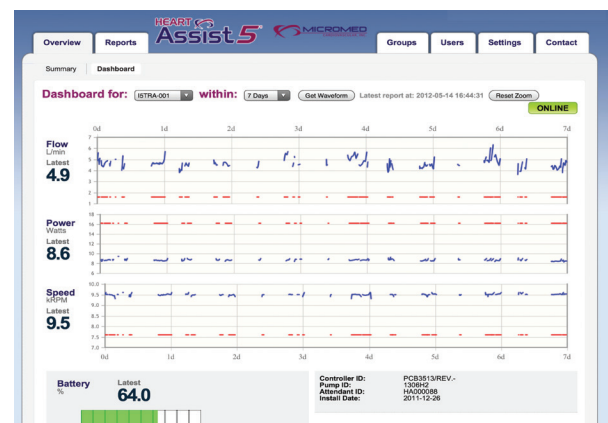 HEART
Assist 5®
MICROMED
Overview Reports Groups Users Settings Contact
Summary Dashboard
Dashboard for: I5TRA-001 within: 7 Days Get Waveform Latest report at: 2012-05-14 16:44:31 Reset Zoom
ONLINE
0d 1d 2d 3d 4d 5d 6d 7d
Flow
L/min
Latest
4.9
7
6
5
4
3
2
1
Power
Watts
Latest
8.6
18
16
14
12
10
8
6
Speed
kRPM
Latest
9.5
10.0
9.5
9.0
8.5
8.0
7.5
7.0
0d 1d 2d 3d 4d 5d 6d 7d
Battery
%
Latest
64.0
Controller ID: PCB3513/REV.-
Pump ID: 1306H2
Attendant ID: HA000088
Install Date: 2011-12-26